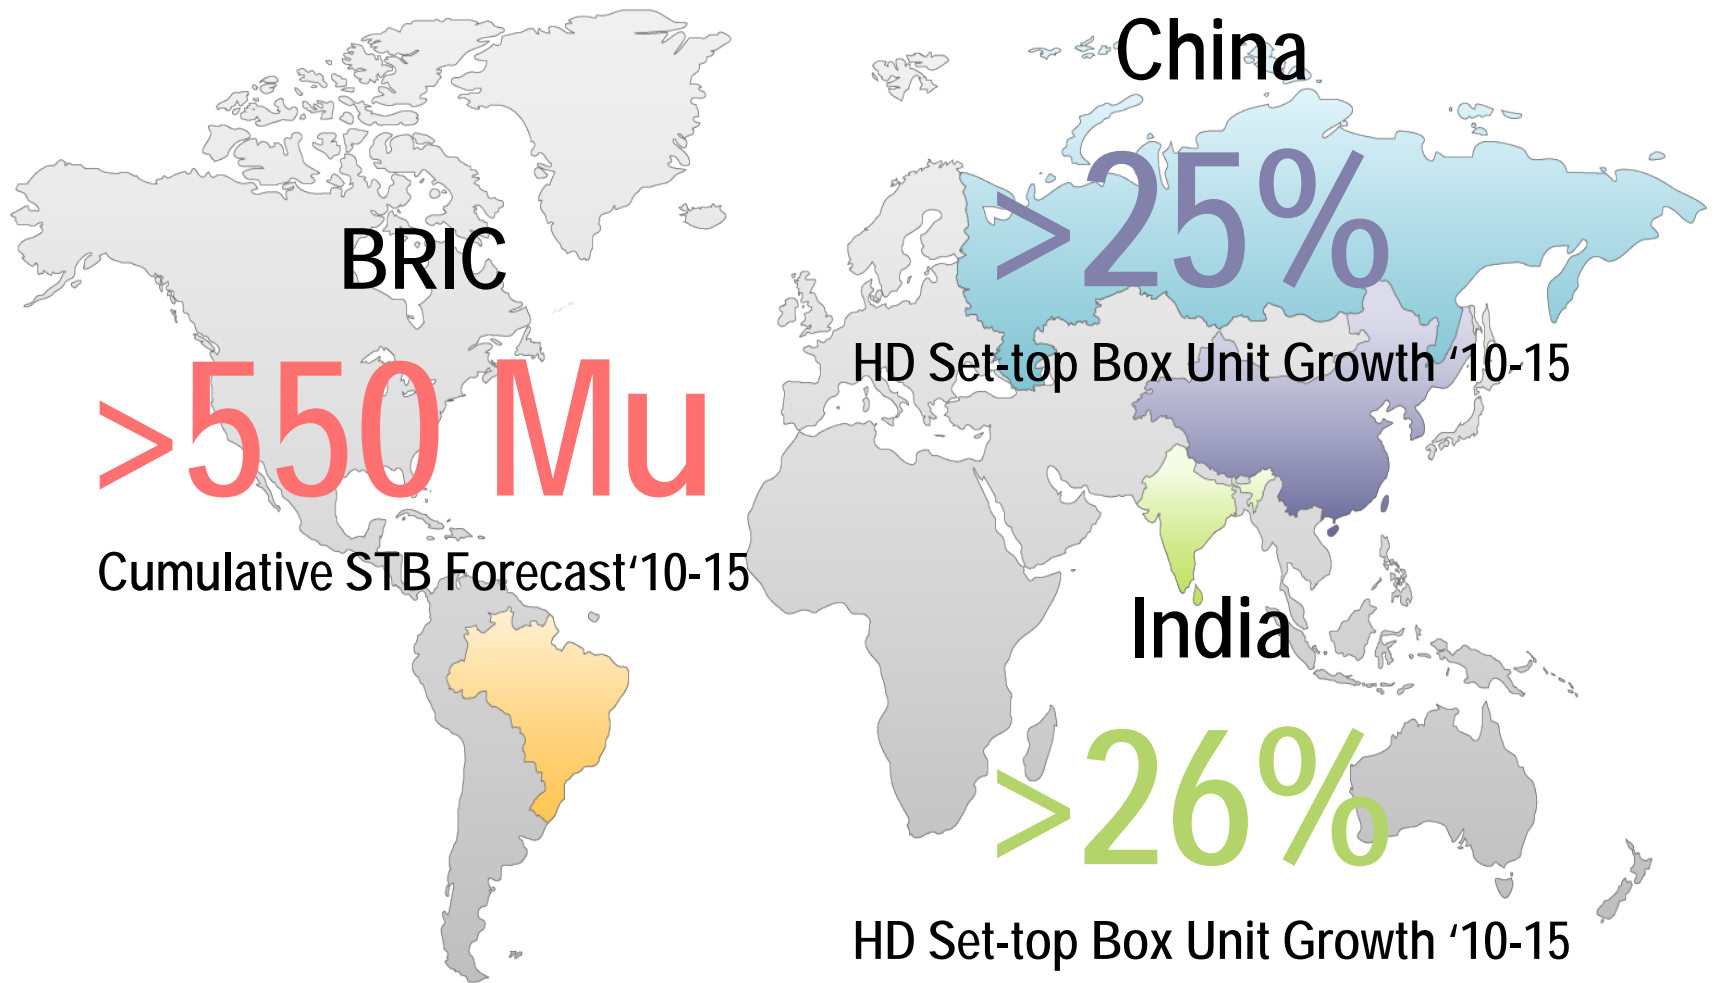 BRIC
>550 Mu
Cumulative STB Forecast‘10-15
China
>25%
HD Set-top Box Unit Growth ‘10-15
India
>26%
HD Set-top Box Unit Growth ‘10-15